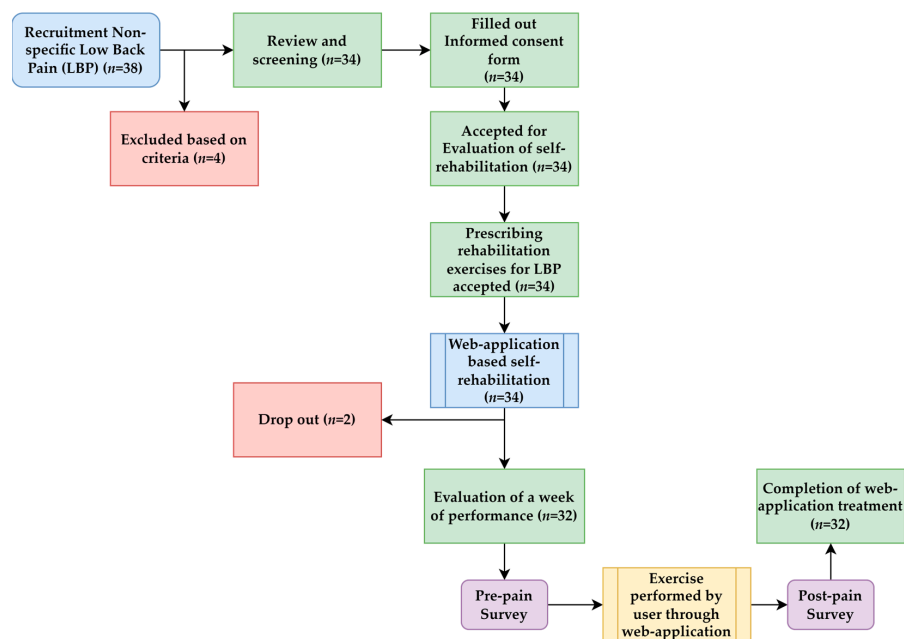 Recruitment Non-
specific Low Back
Pain (LBP) (n=38)
Review and
screening (n=34)
Filled out
Informed consent
form
(n=34)
Excluded based on
criteria (n=4)
Accepted for
Evaluation of self-
rehabilitation (n=34)
Prescribing
rehabilitation
exercises for LBP
accepted (n=34)
Web-application
based self-
rehabilitation
(n=34)
Drop out (n=2)
Evaluation of a week
of performance (n=32)
Completion of web-
application treatment
(n=32)
Pre-pain
Survey
Exercise
performed by
user through
web-application
Post-pain
Survey